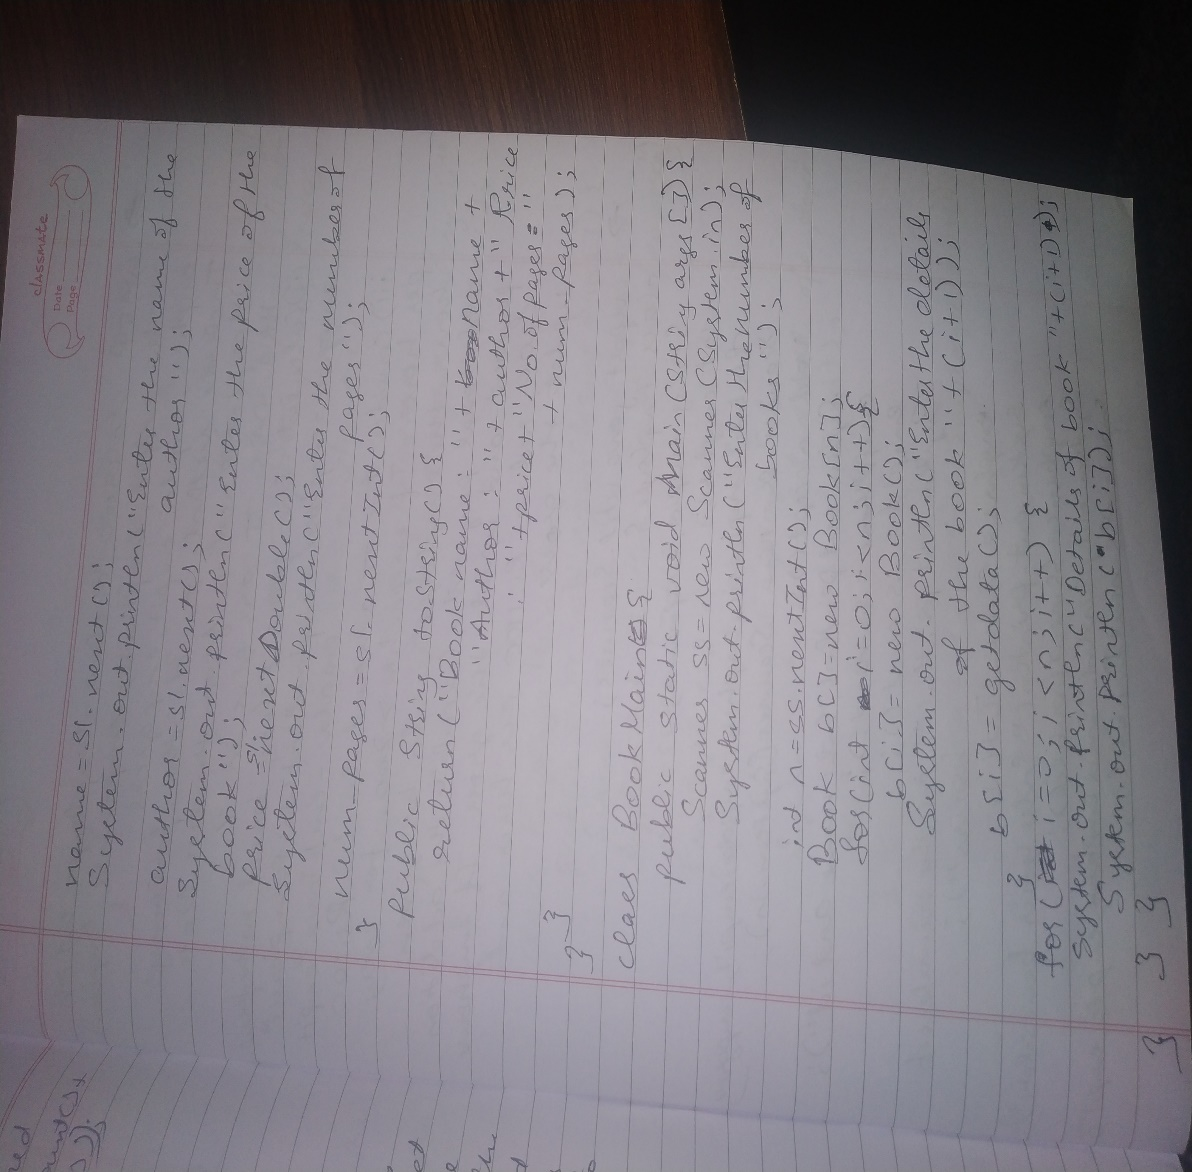 classmate
Date
Page
name = s1.next();
System.out.println("Enter the name of the
author");
author = s1.next();
System.out.println("Enter the price of the
book");
price = s1.nextDouble();
System.out.println("Enter the number of
pages");
num_pages = s1.nextInt();
}
public String toString() {
return ("Book name: " + name +
"Author: " + author + " Price
: " + price + "No. of pages: "
+ num_pages);
}
}
class BookMain {
public static void main(String args[]) {
Scanner ss = new Scanner(System.in);
System.out.println("Enter the number of
books");
int n = ss.nextInt();
Book b[] = new Book[n];
for(int i=0; i<n; i++){
b[i] = new Book();
System.out.println("Enter the details
of the book " + (i+1));
b[i] = getdata();
}
for(i=0; i<n; i++) {
System.out.println("Details of book "+(i+1));
System.out.println(b[i]);
}
}
}